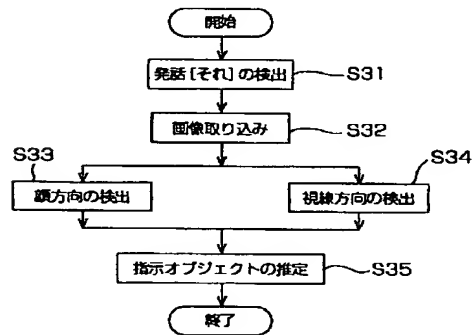 開始
発話[それ]の検出
S31
画像取り込み
S32
S33
S34
顔方向の検出
視線方向の検出
指示オブジェクトの推定
S35
終了